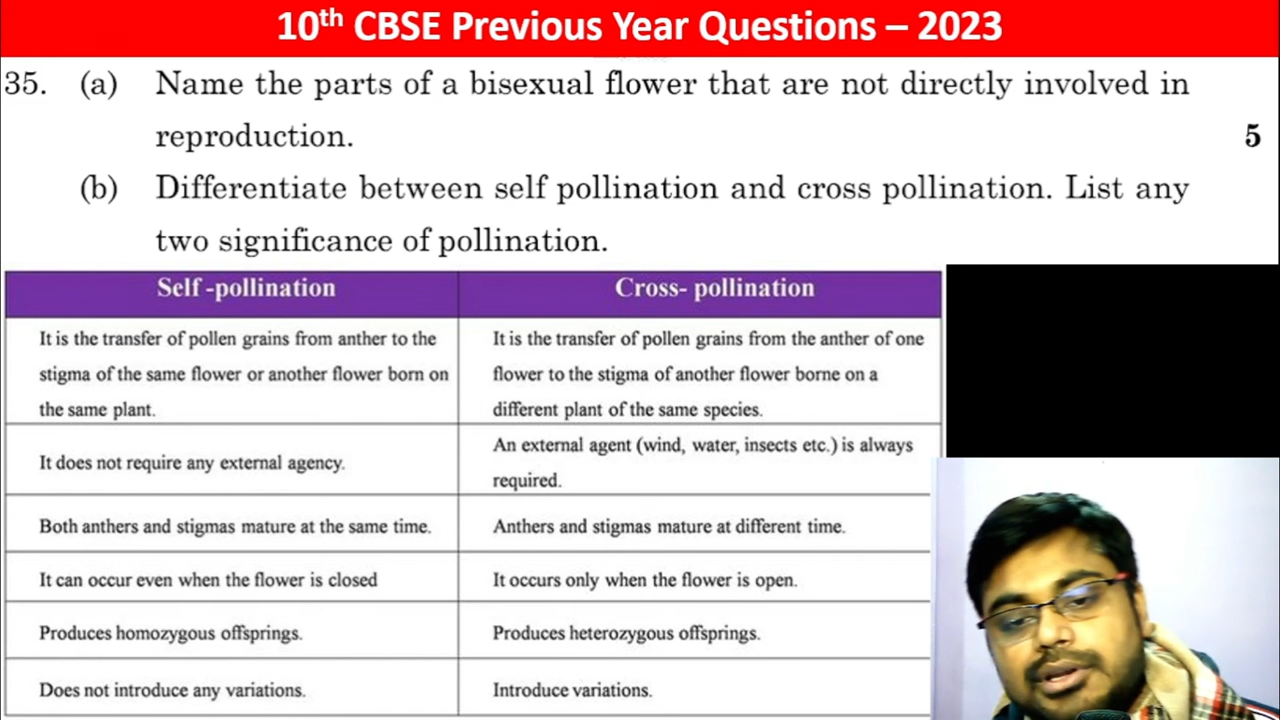 10th CBSE Previous Year Questions – 2023
35. (a) Name the parts of a bisexual flower that are not directly involved in
reproduction. 5
(b) Differentiate between self pollination and cross pollination. List any
two significance of pollination.
Self -pollination
Cross- pollination
It is the transfer of pollen grains from anther to the
stigma of the same flower or another flower born on
the same plant.
It is the transfer of pollen grains from the anther of one
flower to the stigma of another flower borne on a
different plant of the same species.
It does not require any external agency.
An external agent (wind, water, insects etc.) is always
required.
Both anthers and stigmas mature at the same time.
Anthers and stigmas mature at different time.
It can occur even when the flower is closed
It occurs only when the flower is open.
Produces homozygous offsprings.
Produces heterozygous offsprings.
Does not introduce any variations.
Introduce variations.